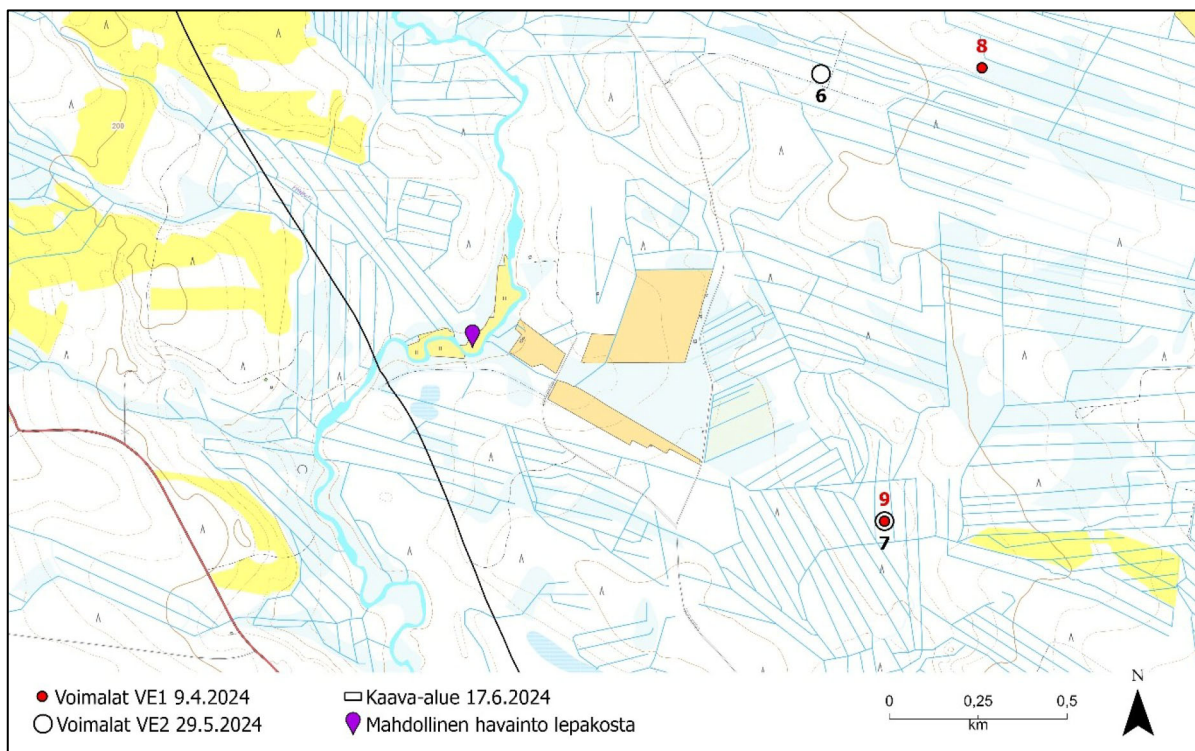 8
6
200
9
7
Voimalat VE1 9.4.2024
Voimalat VE2 29.5.2024
Kaava-alue 17.6.2024
Mahdollinen havainto lepakosta
0 0,25 0,5
km
N